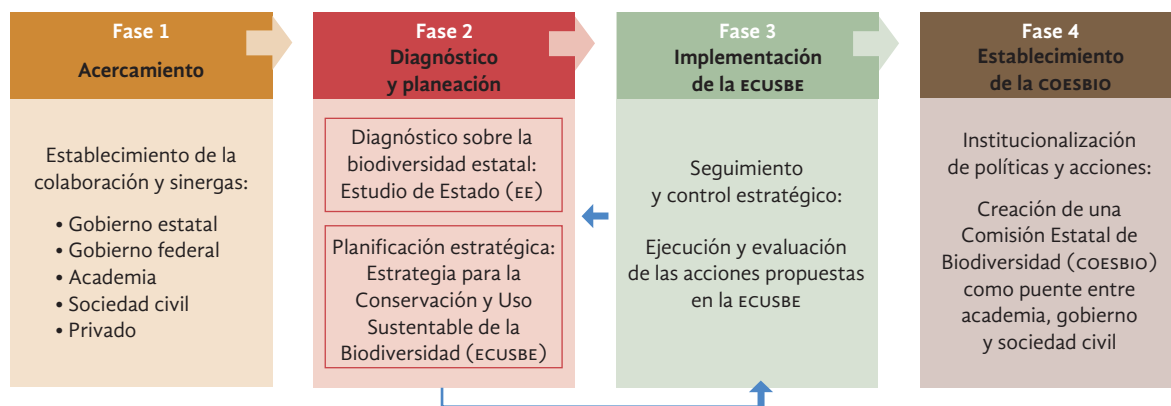 Fase 1
Acercamiento
Establecimiento de la
colaboración y sinergas:
• Gobierno estatal
• Gobierno federal
• Academia
• Sociedad civil
• Privado
Fase 2
Diagnóstico
y planeación
Diagnóstico sobre la
biodiversidad estatal:
Estudio de Estado (EE)
Planificación estratégica:
Estrategia para la
Conservación y Uso
Sustentable de la
Biodiversidad (ECUSBE)
Fase 3
Implementación
de la ECUSBE
Seguimiento
y control estratégico:
Ejecución y evaluación
de las acciones propuestas
en la ECUSBE
Fase 4
Establecimiento
de la COESBIO
Institucionalización
de políticas y acciones:
Creación de una
Comisión Estatal de
Biodiversidad (COESBIO)
como puente entre
academia, gobierno
y sociedad civil